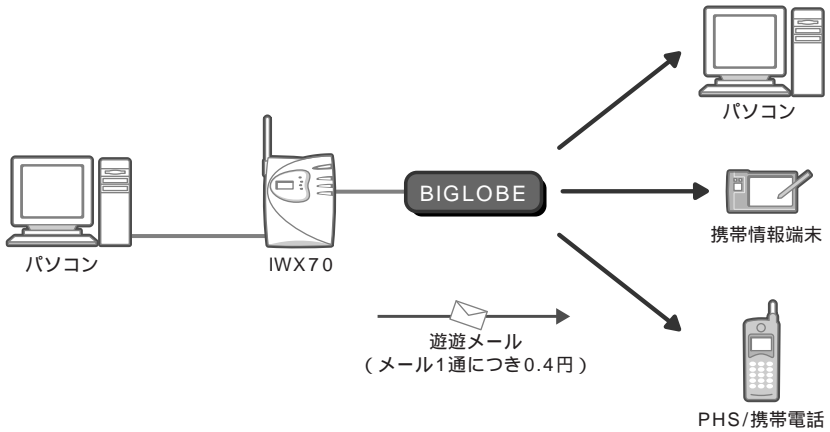 パソコン
BIGLOBE
携帯情報端末
パソコン
IWX70
遊遊メール
（メール1通につき0.4円）
PHS/携帯電話